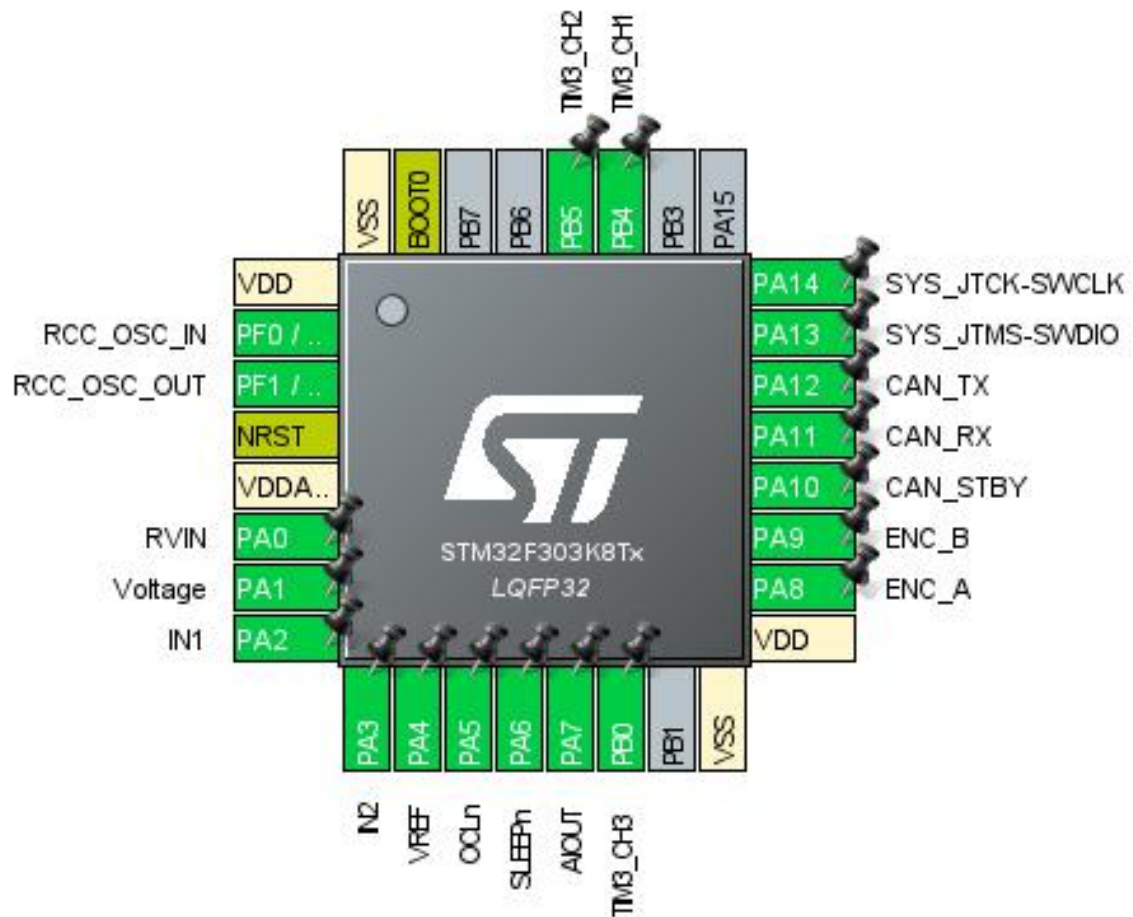 TIM3_CH2
TIM3_CH1
VSS
BOOT0
PB7
PB6
PB5
PB4
PB3
PA15
VDD
RCC_OSC_IN PF0 / ..
RCC_OSC_OUT PF1 / ..
NRST
VDDA..
RVIN PA0
Voltage PA1
IN1 PA2
PA14 SYS_JTCK-SWCLK
PA13 SYS_JTMS-SWDIO
PA12 CAN_TX
PA11 CAN_RX
PA10 CAN_STBY
PA9 ENC_B
PA8 ENC_A
VDD
ST
STM32F303K8Tx
LQFP32
PA3
PA4
PA5
PA6
PA7
PB0
PB1
VSS
IN2
VREF
OCLn
SLEEPn
AIOUT
TIM3_CH3